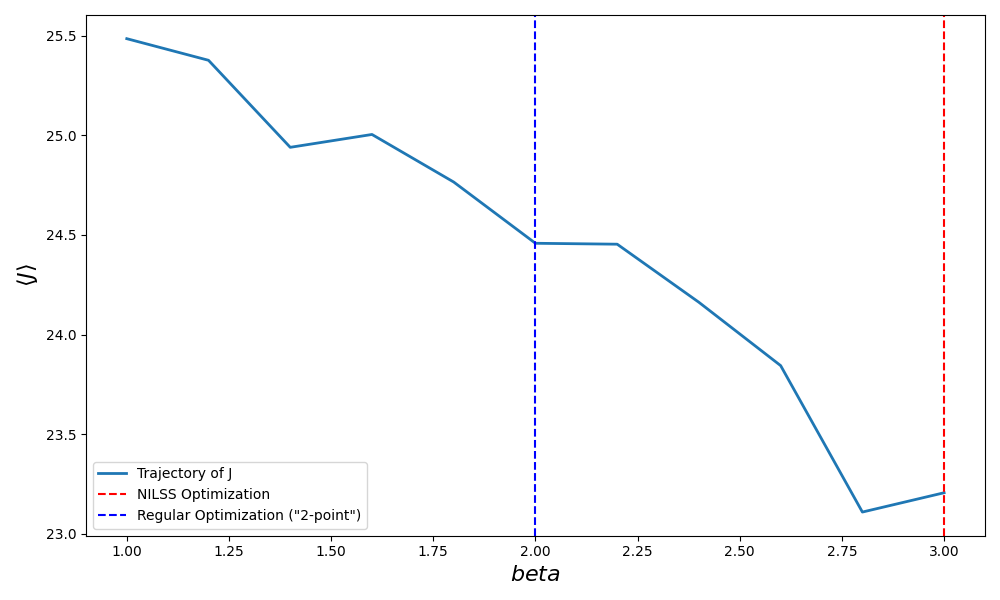 25.5
25.0
24.5
24.0
23.5
23.0
⟨J⟩
Trajectory of J
NILSS Optimization
Regular Optimization ("2-point")
1.00 1.25 1.50 1.75 2.00 2.25 2.50 2.75 3.00
beta